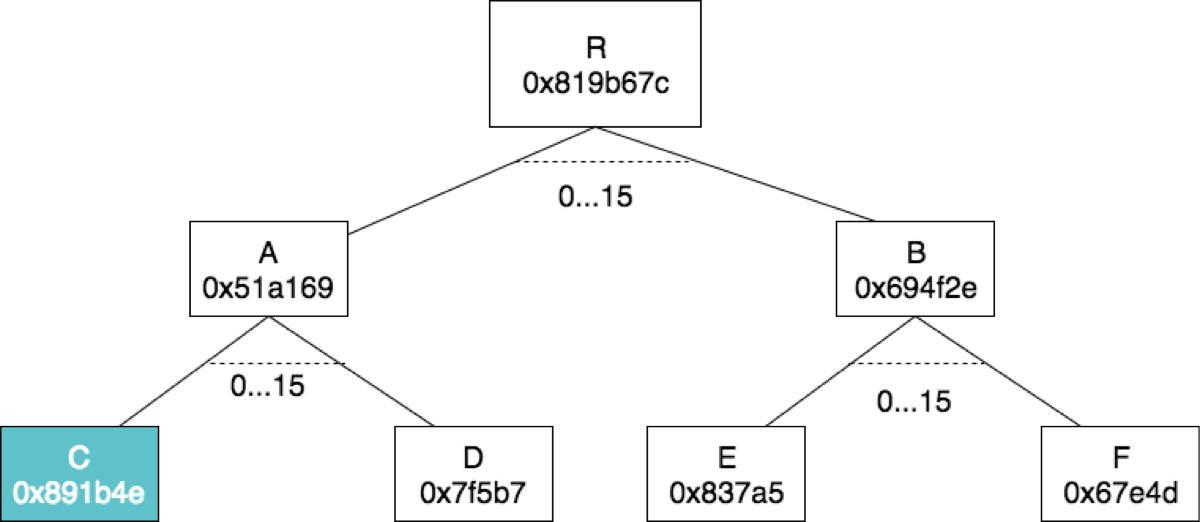 R
0x819b67c
0...15
A
0x51a169
B
0x694f2e
0...15
0...15
C
0x891b4e
D
0x7f5b7
E
0x837a5
F
0x67e4d